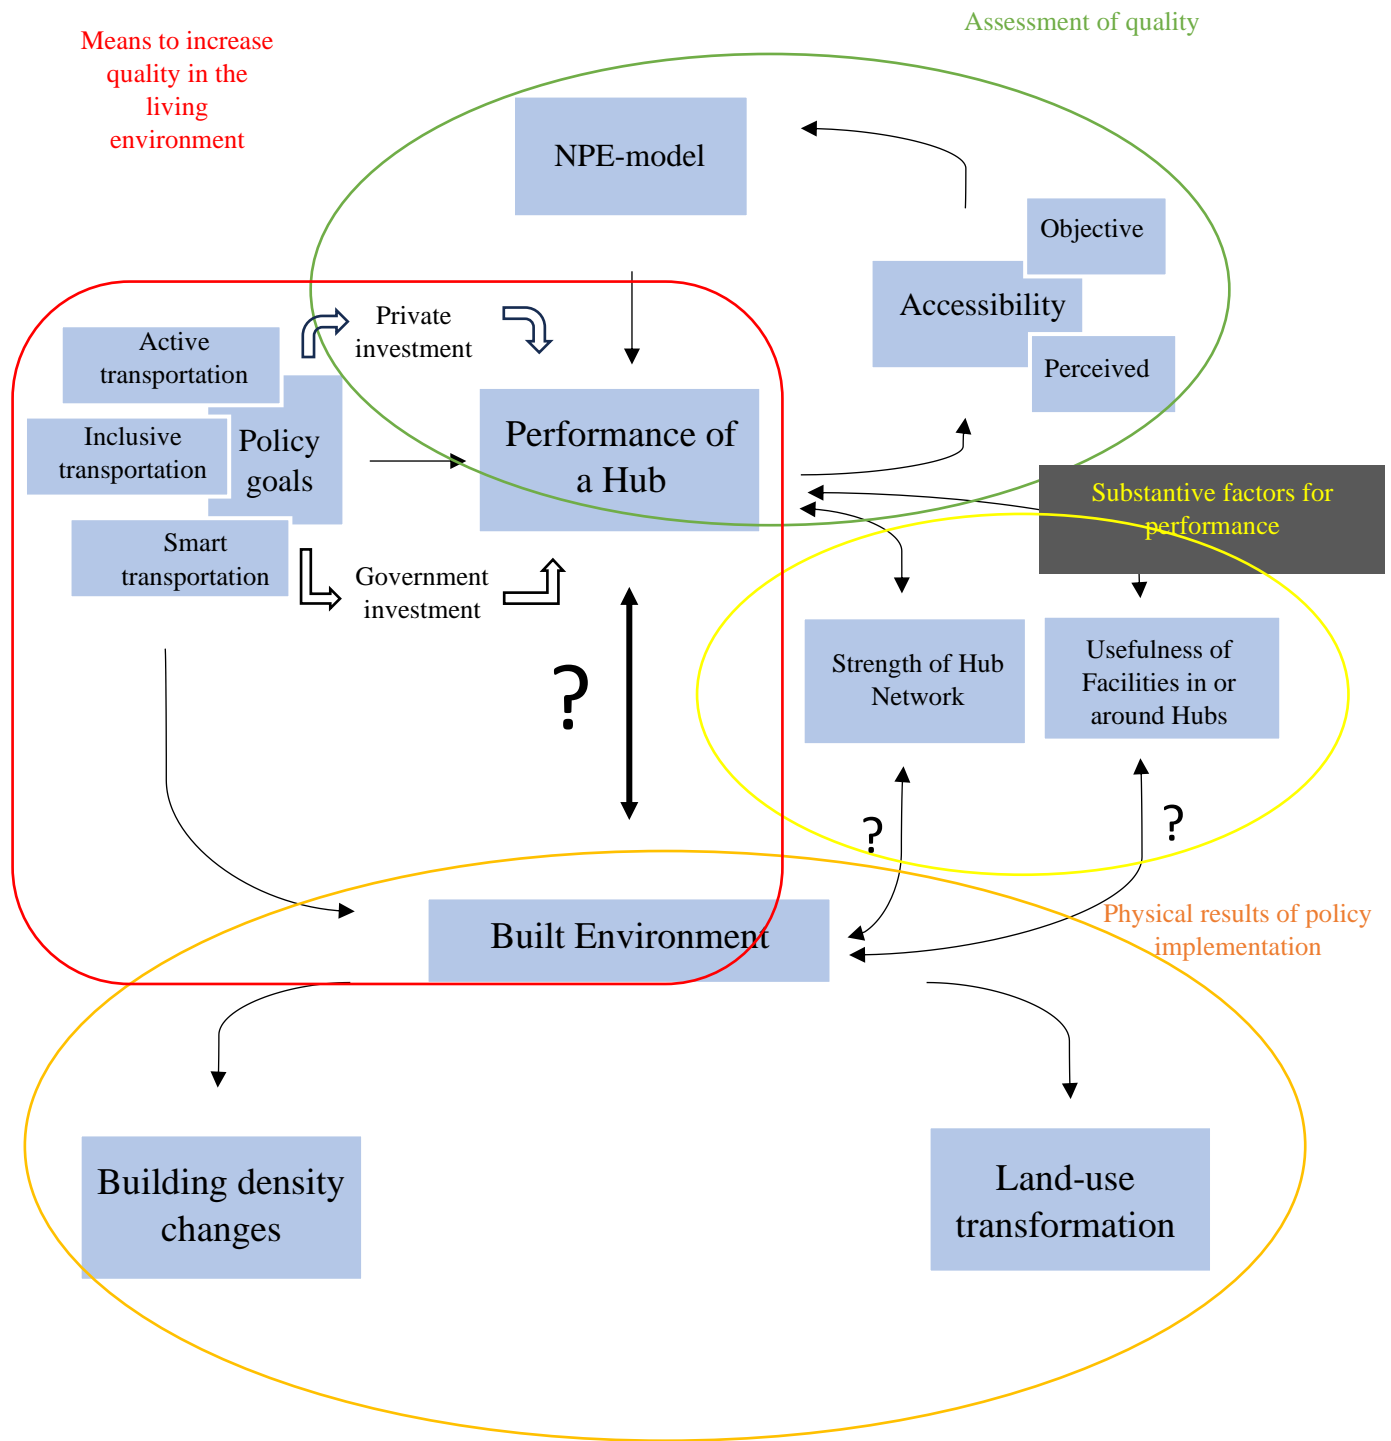 Assessment of quality
Means to increase
quality in the
living
environment
NPE-model
Objective
Accessibility
Perceived
Private
investment
Active
transportation
Inclusive
transportation
Policy
goals
Smart
transportation
Performance of
a Hub
Government
investment
Substantive factors for
performance
Strength of Hub
Network
Usefulness of
Facilities in or
around Hubs
?
?
?
Built Environment
Physical results of policy
implementation
Building density
changes
Land-use
transformation